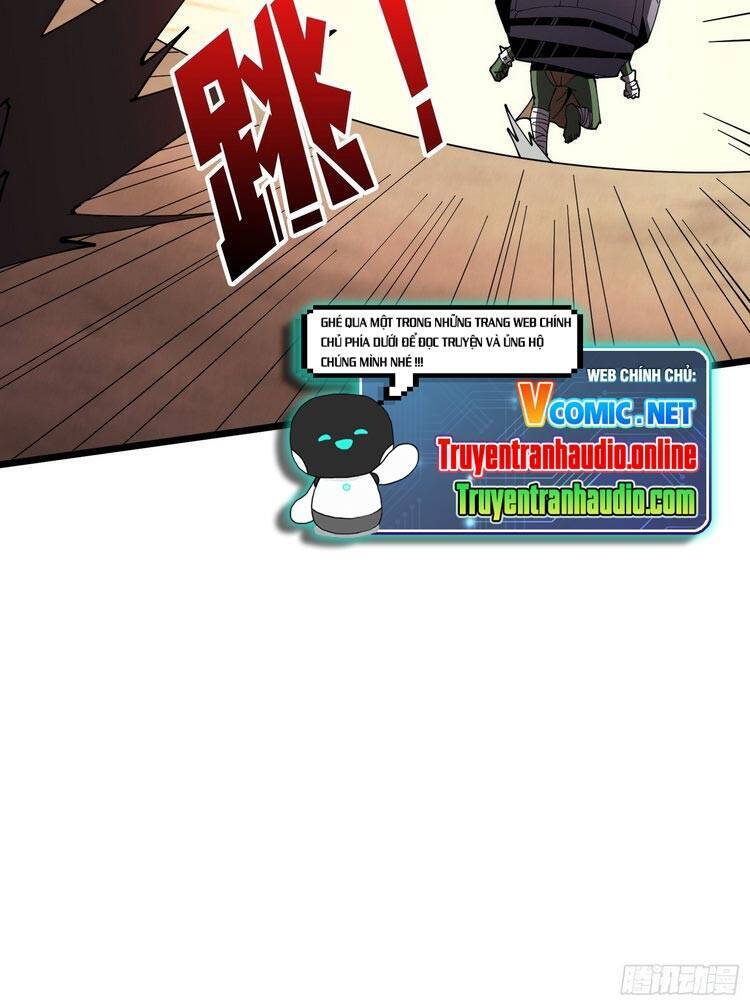 跳！
GHÉ QUA MỘT TRONG NHỮNG TRANG WEB CHÍNH
CHỦ PHÍA DƯỚI ĐỂ ĐỌC TRUYỆN VÀ ỦNG HỘ
CHÚNG MÌNH NHÉ !!!
WEB CHÍNH CHỦ:
VCOMIC.NET
Truyentranhaudio.online
Truyentranhaudio.com
腾讯动漫